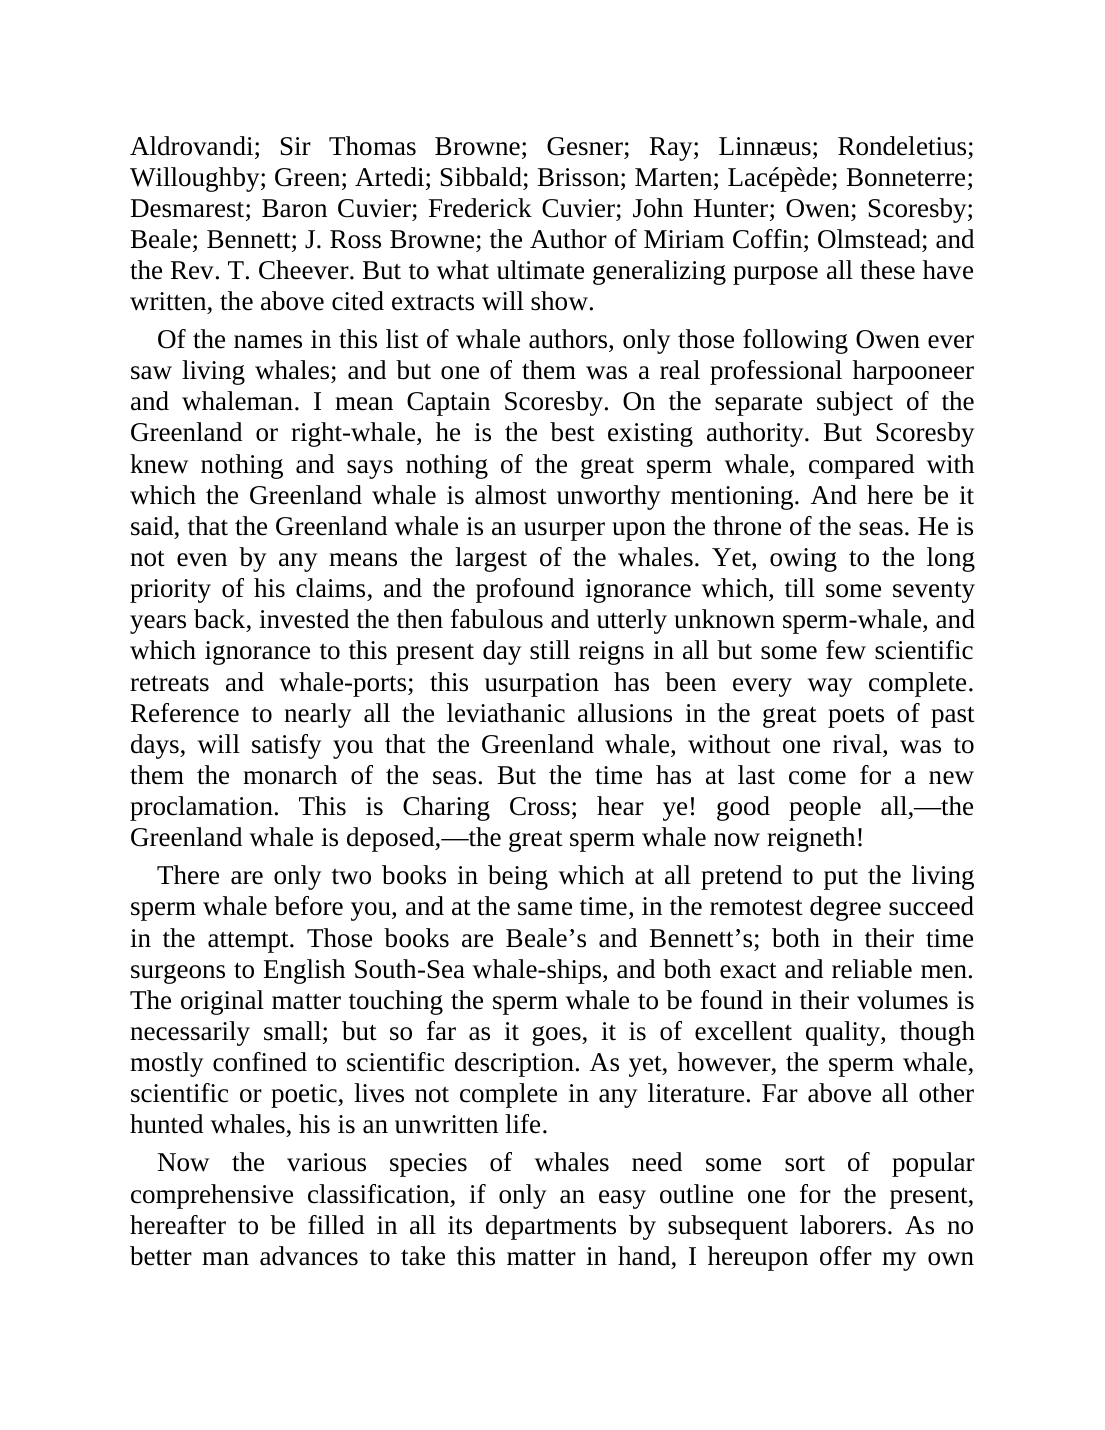 Aldrovandi; Sir Thomas Browne; Gesner; Ray; Linnæus; Rondeletius;
Willoughby; Green; Artedi; Sibbald; Brisson; Marten; Lacépède; Bonneterre;
Desmarest; Baron Cuvier; Frederick Cuvier; John Hunter; Owen; Scoresby;
Beale; Bennett; J. Ross Browne; the Author of Miriam Coffin; Olmstead; and
the Rev. T. Cheever. But to what ultimate generalizing purpose all these have
written, the above cited extracts will show.
Of the names in this list of whale authors, only those following Owen ever
saw living whales; and but one of them was a real professional harpooneer
and whaleman. I mean Captain Scoresby. On the separate subject of the
Greenland or right-whale, he is the best existing authority. But Scoresby
knew nothing and says nothing of the great sperm whale, compared with
which the Greenland whale is almost unworthy mentioning. And here be it
said, that the Greenland whale is an usurper upon the throne of the seas. He is
not even by any means the largest of the whales. Yet, owing to the long
priority of his claims, and the profound ignorance which, till some seventy
years back, invested the then fabulous and utterly unknown sperm-whale, and
which ignorance to this present day still reigns in all but some few scientific
retreats and whale-ports; this usurpation has been every way complete.
Reference to nearly all the leviathanic allusions in the great poets of past
days, will satisfy you that the Greenland whale, without one rival, was to
them the monarch of the seas. But the time has at last come for a new
proclamation. This is Charing Cross; hear ye! good people all,—the
Greenland whale is deposed,—the great sperm whale now reigneth!
There are only two books in being which at all pretend to put the living
sperm whale before you, and at the same time, in the remotest degree succeed
in the attempt. Those books are Beale’s and Bennett’s; both in their time
surgeons to English South-Sea whale-ships, and both exact and reliable men.
The original matter touching the sperm whale to be found in their volumes is
necessarily small; but so far as it goes, it is of excellent quality, though
mostly confined to scientific description. As yet, however, the sperm whale,
scientific or poetic, lives not complete in any literature. Far above all other
hunted whales, his is an unwritten life.
Now the various species of whales need some sort of popular
comprehensive classification, if only an easy outline one for the present,
hereafter to be filled in all its departments by subsequent laborers. As no
better man advances to take this matter in hand, I hereupon offer my own